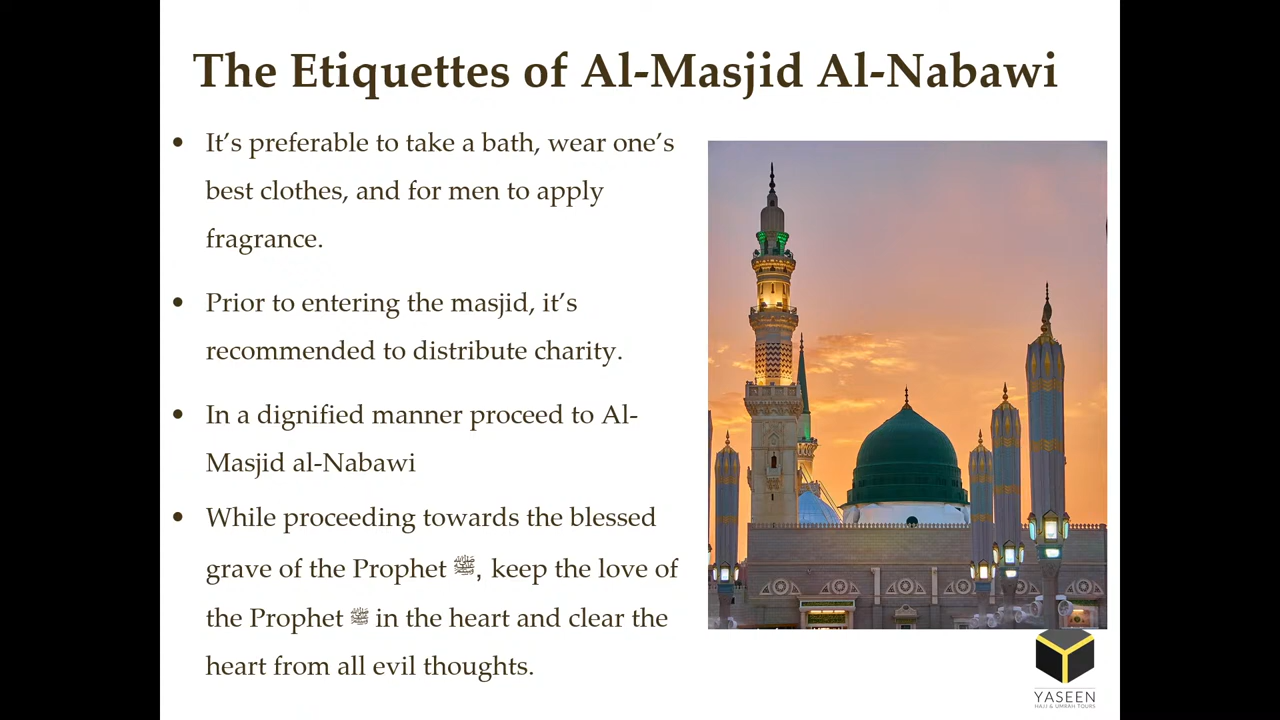 The Etiquettes of Al-Masjid Al-Nabawi
• It’s preferable to take a bath, wear one’s
best clothes, and for men to apply
fragrance.
• Prior to entering the masjid, it’s
recommended to distribute charity.
• In a dignified manner proceed to Al-
Masjid al-Nabawi
• While proceeding towards the blessed
grave of the Prophet ﷺ, keep the love of
the Prophet ﷺ in the heart and clear the
heart from all evil thoughts.
YASEEN
HAJJ & UMRAH TOURS